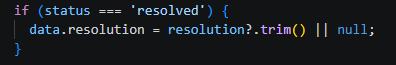 if (status === 'resolved') {
  data.resolution = resolution?.trim() || null;
}